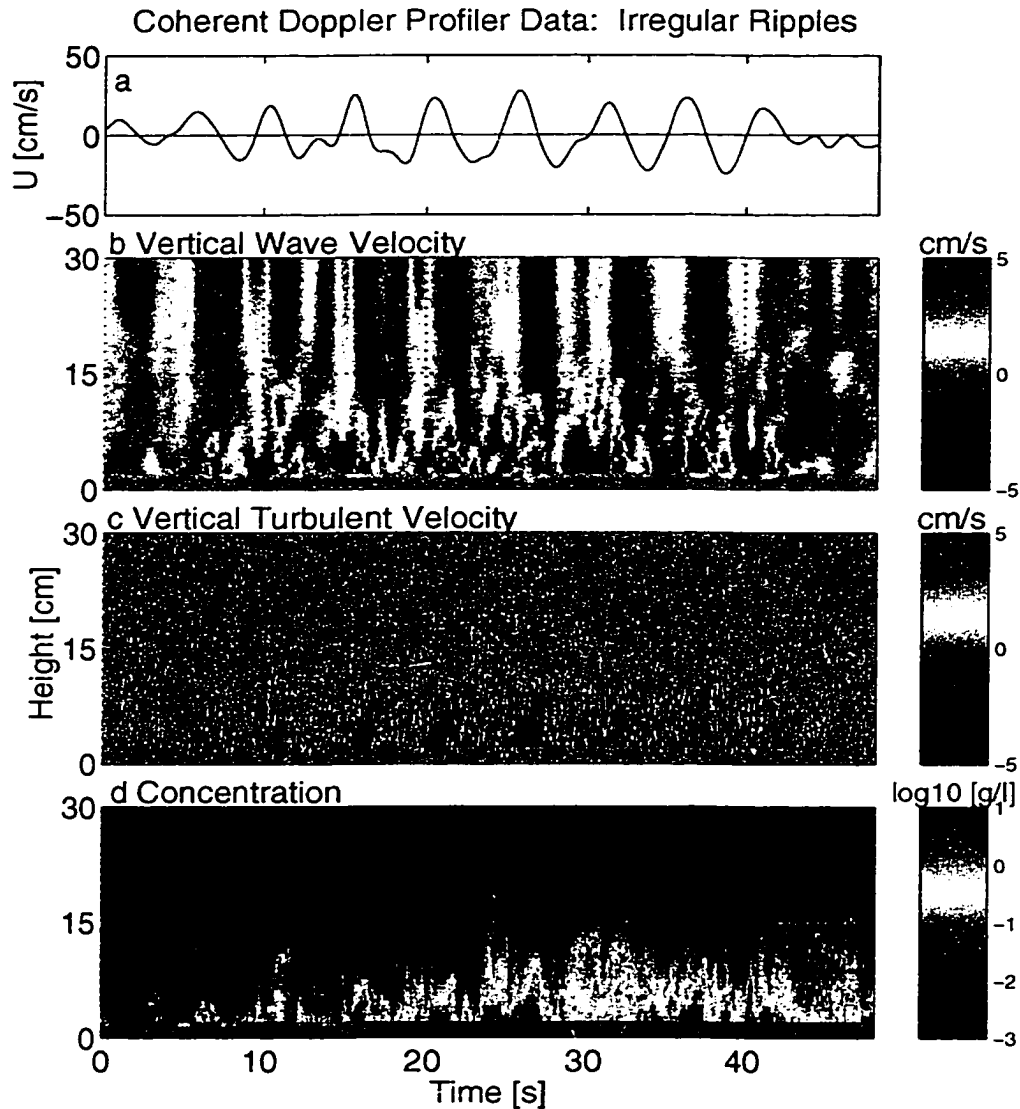 Coherent Doppler Profiler Data: Irregular Ripples
50
a
0
−50
U [cm/s]
b Vertical Wave Velocity
cm/s
30
15
0
5
0
−5
c Vertical Turbulent Velocity
cm/s
30
15
0
5
0
−5
Height [cm]
d Concentration
log10 [g/l]
30
15
0
1
0
−1
−2
−3
0
10
20
30
40
Time [s]